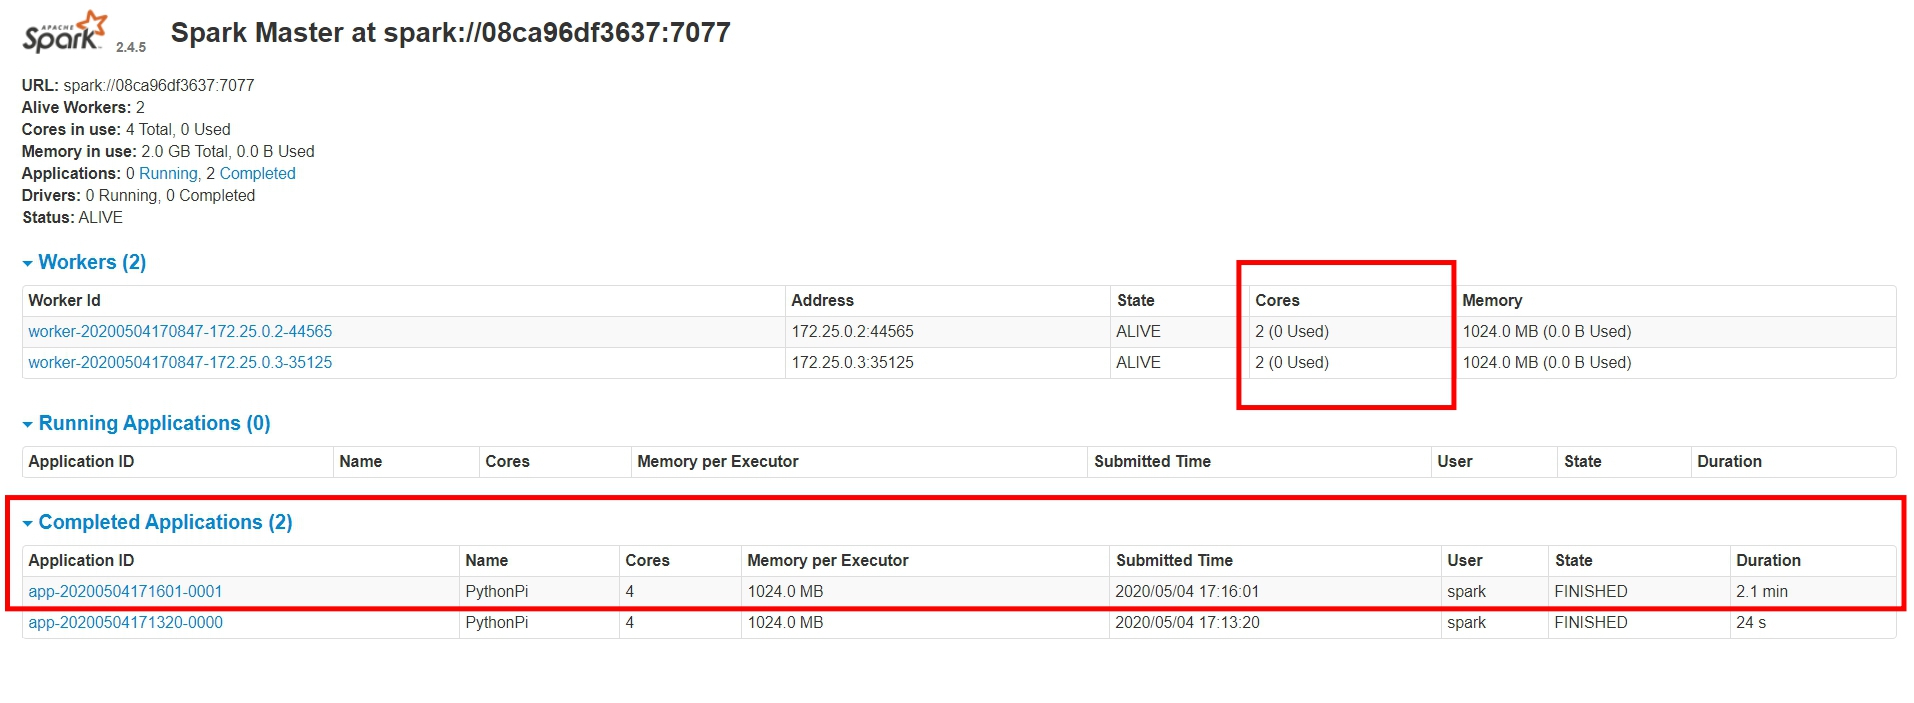 APACHE
Spark 2.4.5 Spark Master at spark://08ca96df3637:7077
URL: spark://08ca96df3637:7077
Alive Workers: 2
Cores in use: 4 Total, 0 Used
Memory in use: 2.0 GB Total, 0.0 B Used
Applications: 0 Running, 2 Completed
Drivers: 0 Running, 0 Completed
Status: ALIVE
Workers (2)
Worker Id Address State Cores Memory
worker-20200504170847-172.25.0.2-44565 172.25.0.2:44565 ALIVE 2 (0 Used) 1024.0 MB (0.0 B Used)
worker-20200504170847-172.25.0.3-35125 172.25.0.3:35125 ALIVE 2 (0 Used) 1024.0 MB (0.0 B Used)
Running Applications (0)
Application ID Name Cores Memory per Executor Submitted Time User State Duration
Completed Applications (2)
Application ID Name Cores Memory per Executor Submitted Time User State Duration
app-20200504171601-0001 PythonPi 4 1024.0 MB 2020/05/04 17:16:01 spark FINISHED 2.1 min
app-20200504171320-0000 PythonPi 4 1024.0 MB 2020/05/04 17:13:20 spark FINISHED 24 s